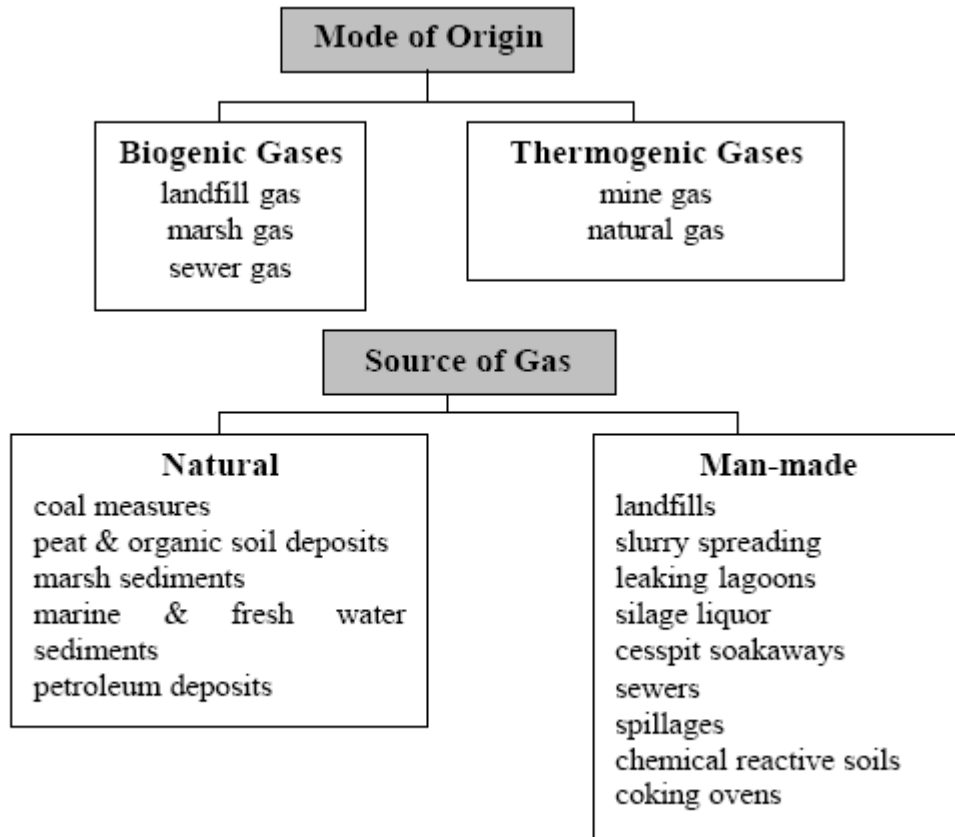 Mode of Origin
Biogenic Gases
landfill gas
marsh gas
sewer gas
Thermogenic Gases
mine gas
natural gas
Source of Gas
Natural
coal measures
peat & organic soil deposits
marsh sediments
marine & fresh water
sediments
petroleum deposits
Man-made
landfills
slurry spreading
leaking lagoons
silage liquor
cesspit soakaways
sewers
spillages
chemical reactive soils
coking ovens